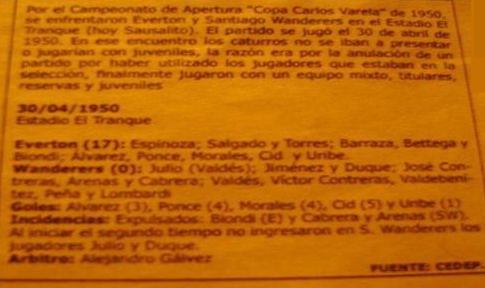 Por el Campeonato de Apertura "Copa Carlos Varela" de 1950,
se enfrentaron Everton y Santiago Wanderers en el Estadio El
Tranque (hoy Sausalito). El partido se jugó el 30 de abril de
1950. En ese encuentro los caturros no se iban a presentar
o jugarían con juveniles, la razón era por la anulación de un
partido por haber utilizado los jugadores que estaban en la
selección, finalmente jugaron con un equipo mixto, titulares,
reservas y juveniles
30/04/1950
Estadio El Tranque
Everton (17): Espinoza; Salgado y Torres; Barraza, Bettega y
Biondi; Álvarez, Ponce, Morales, Cid y Uribe.
Wanderers (0): Julio (Valdés); Jiménez y Duque; José Con-
treras, Arenas y Cabrera; Valdés, Víctor Contreras, Valdebení-
tez, Peña y Lombardi
Goles: Alvarez (3), Ponce (4), Morales (4), Cid (5) y Uribe (1)
Incidencias: Expulsados: Biondi (E) y Cabrera y Arenas (SW).
Al iniciar el segundo tiempo no ingresaron en S. Wanderers los
jugadores Julio y Duque.
Arbitro: Alejandro Gálvez
FUENTE: CEDEP.